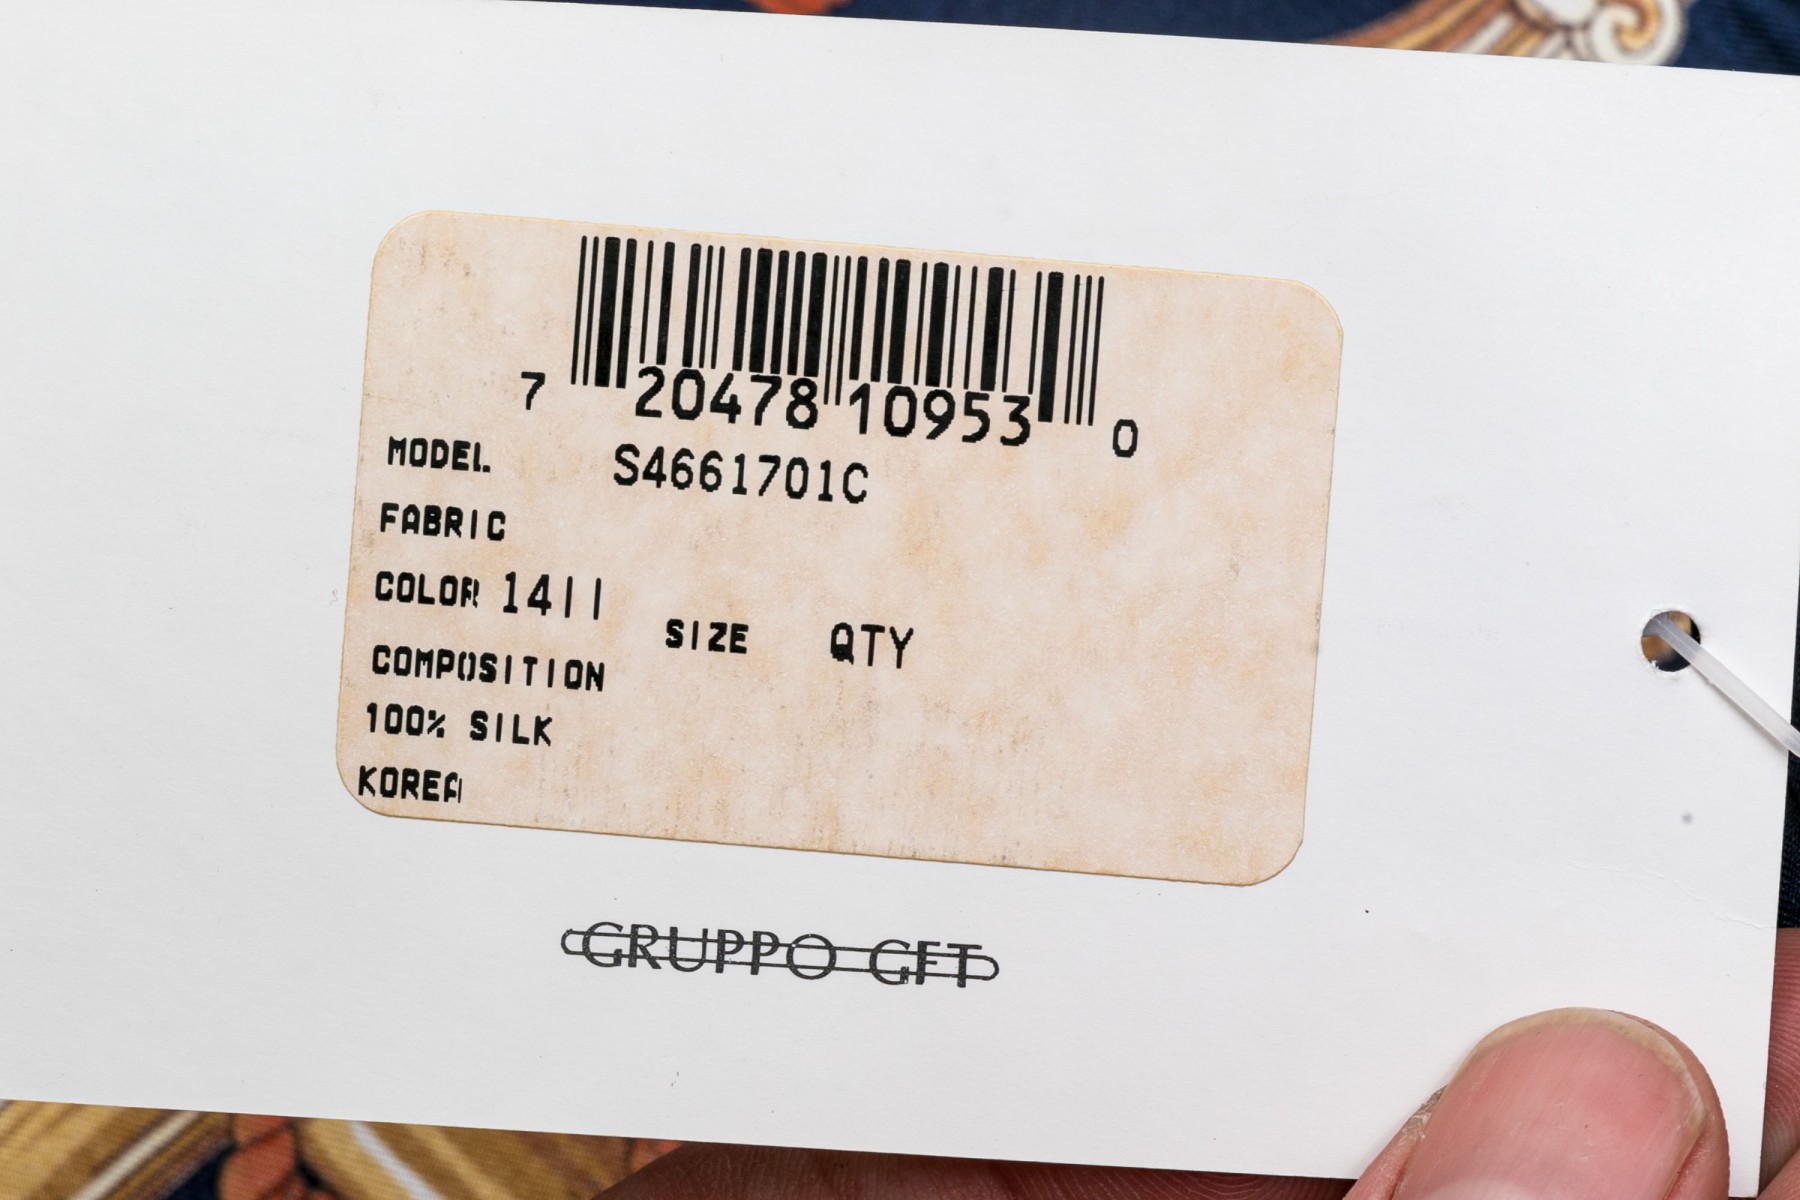 7 20478 10953 0
MODEL S4661701C
FABRIC
COLOR 1411
SIZE QTY
COMPOSITION
100% SILK
KOREA
GRUPPO GFT